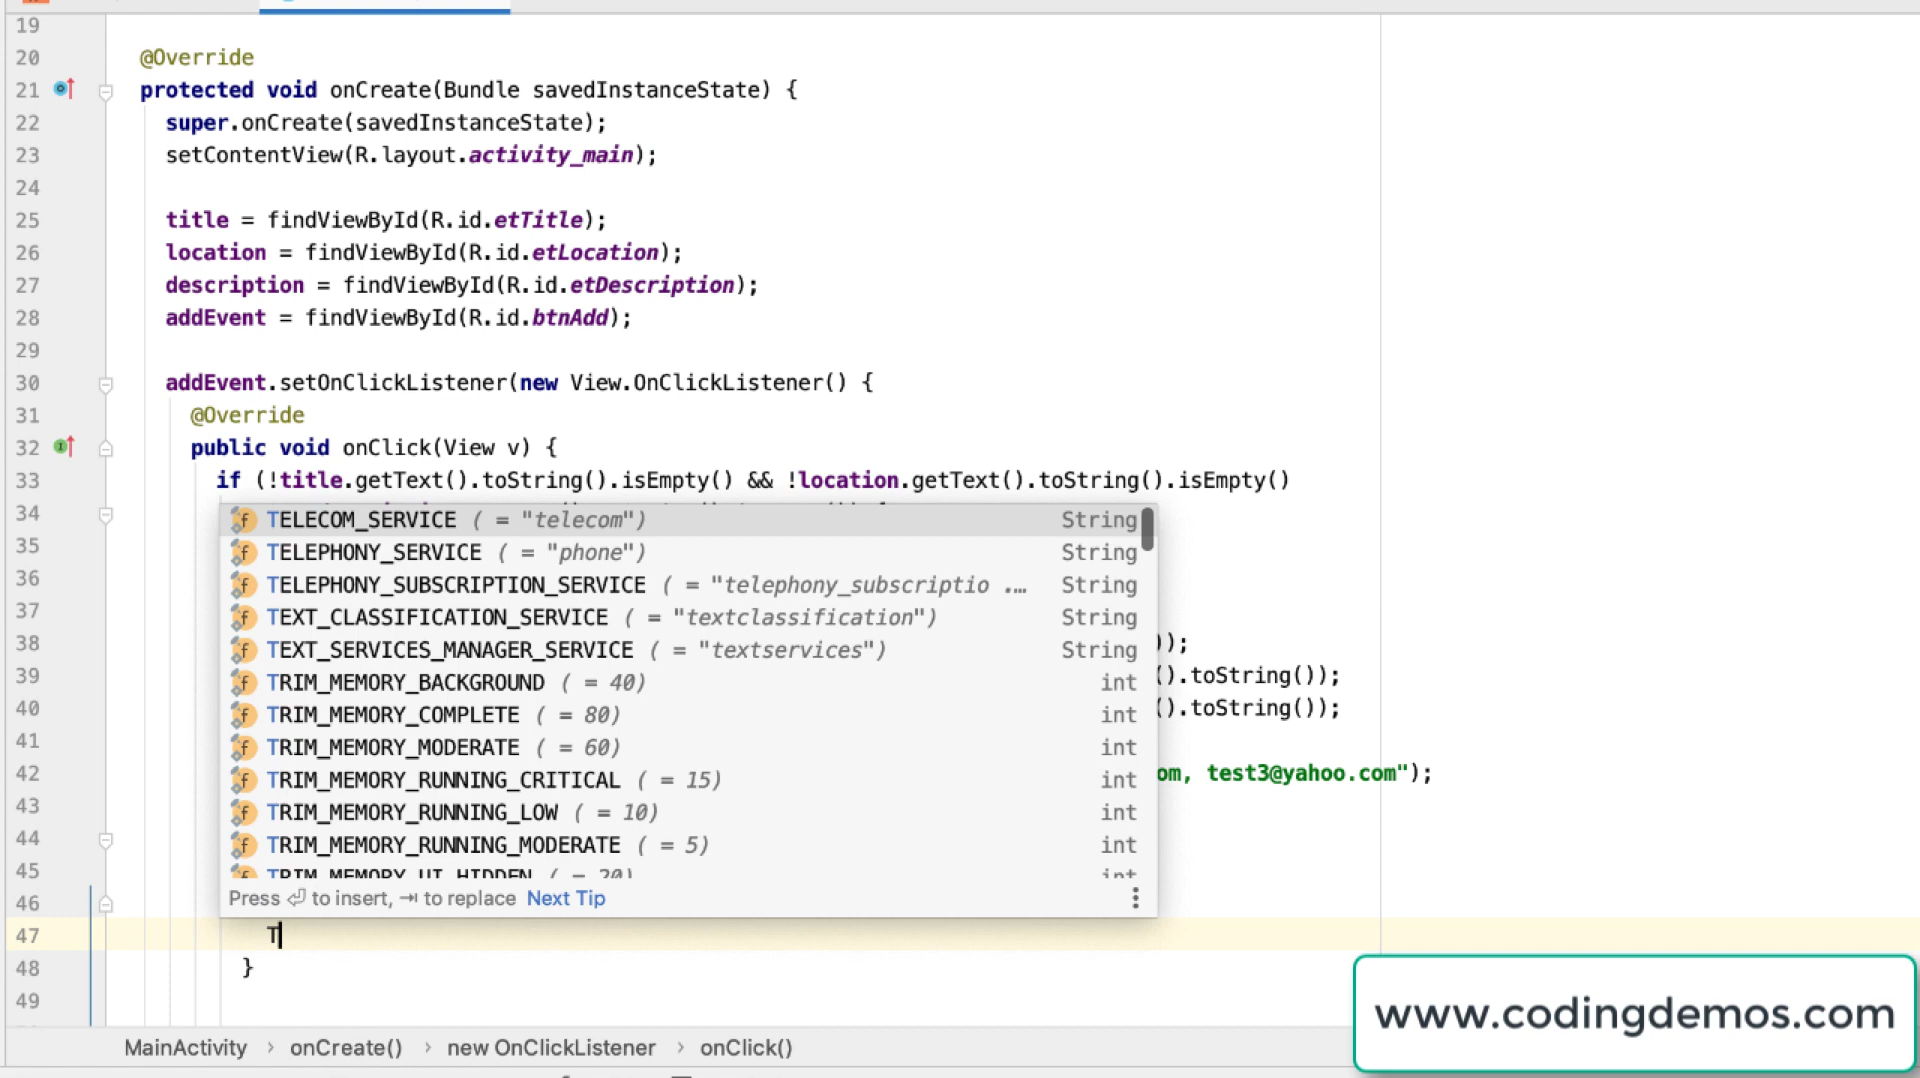 19
20 @Override
21 protected void onCreate(Bundle savedInstanceState) {
22 super.onCreate(savedInstanceState);
23 setContentView(R.layout.activity_main);
24
25 title = findViewById(R.id.etTitle);
26 location = findViewById(R.id.etLocation);
27 description = findViewById(R.id.etDescription);
28 addEvent = findViewById(R.id.btnAdd);
29
30 addEvent.setOnClickListener(new View.OnClickListener() {
31 @Override
32 public void onClick(View v) {
33 if (!title.getText().toString().isEmpty() && !location.getText().toString().isEmpty()
34
TELECOM_SERVICE ( = "telecom") String
35 TELEPHONY_SERVICE ( = "phone") String
36 TELEPHONY_SUBSCRIPTION_SERVICE ( = "telephony_subscriptio ... String
37 TEXT_CLASSIFICATION_SERVICE ( = "textclassification") String
38 TEXT_SERVICES_MANAGER_SERVICE ( = "textservices") String ));
39 TRIM_MEMORY_BACKGROUND ( = 40) int ().toString());
40 TRIM_MEMORY_COMPLETE ( = 80) int ().toString());
41 TRIM_MEMORY_MODERATE ( = 60) int
42 TRIM_MEMORY_RUNNING_CRITICAL ( = 15) int om, test3@yahoo.com");
43 TRIM_MEMORY_RUNNING_LOW ( = 10) int
44 TRIM_MEMORY_RUNNING_MODERATE ( = 5) int
45 TRIM_MEMORY_UI_HIDDEN ( = 20) int
46 Press ⏎ to insert, ⇥ to replace Next Tip
47 T
48 }
49
MainActivity › onCreate() › new OnClickListener › onClick()
www.codingdemos.com